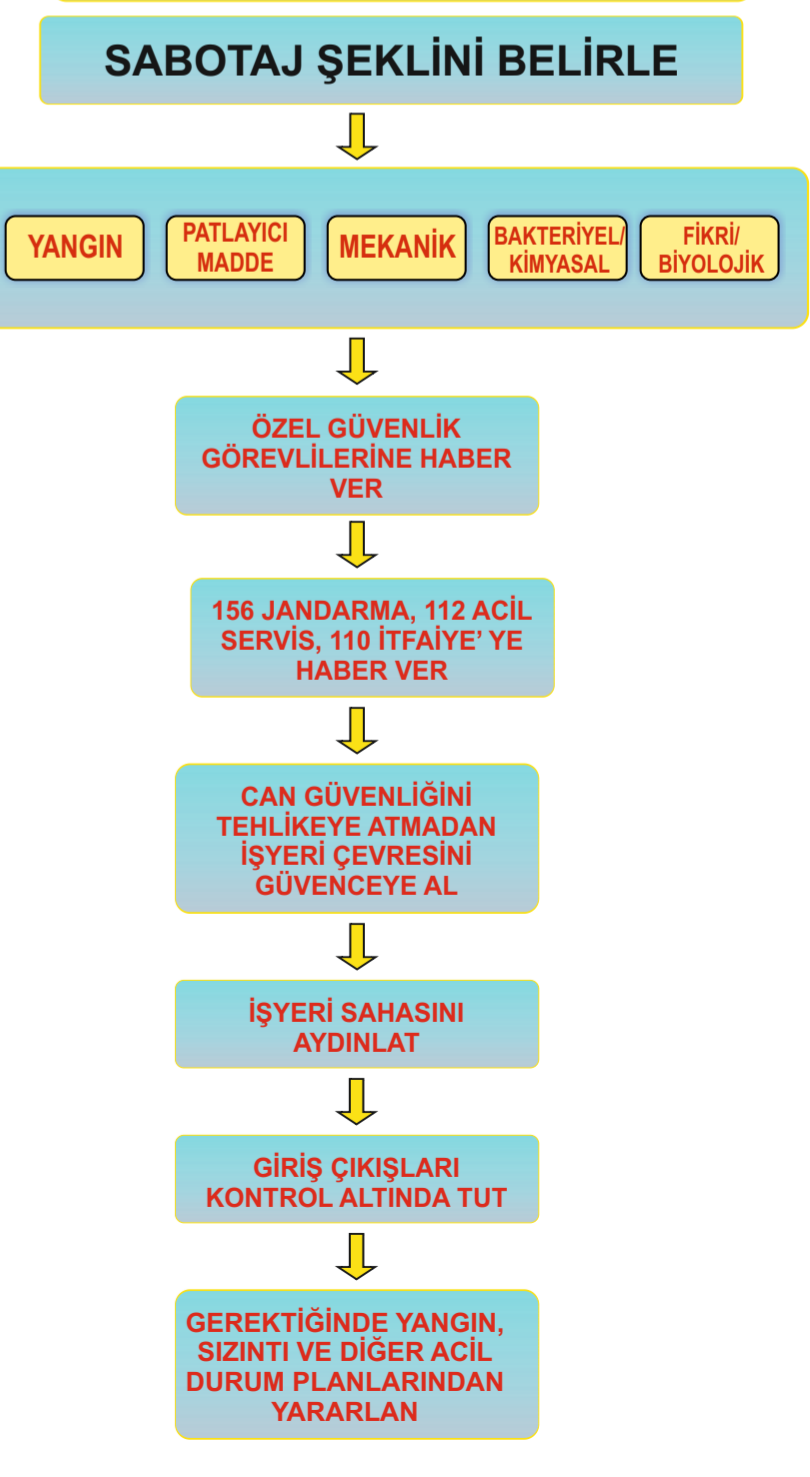 SABOTAJ ŞEKLİNİ BELİRLE
YANGIN
PATLAYICI
MADDE
MEKANİK
BAKTERİYEL/
KİMYASAL
FİKRİ/
BİYOLOJİK
ÖZEL GÜVENLİK
GÖREVLİLERİNE HABER
VER
156 JANDARMA, 112 ACİL
SERVİS, 110 İTFAİYE’ YE
HABER VER
CAN GÜVENLİĞİNİ
TEHLİKEYE ATMADAN
İŞYERİ ÇEVRESİNİ
GÜVENCEYE AL
İŞYERİ SAHASINI
AYDINLAT
GİRİŞ ÇIKIŞLARI
KONTROL ALTINDA TUT
GEREKTİĞİNDE YANGIN,
SIZINTI VE DİĞER ACİL
DURUM PLANLARINDAN
YARARLAN